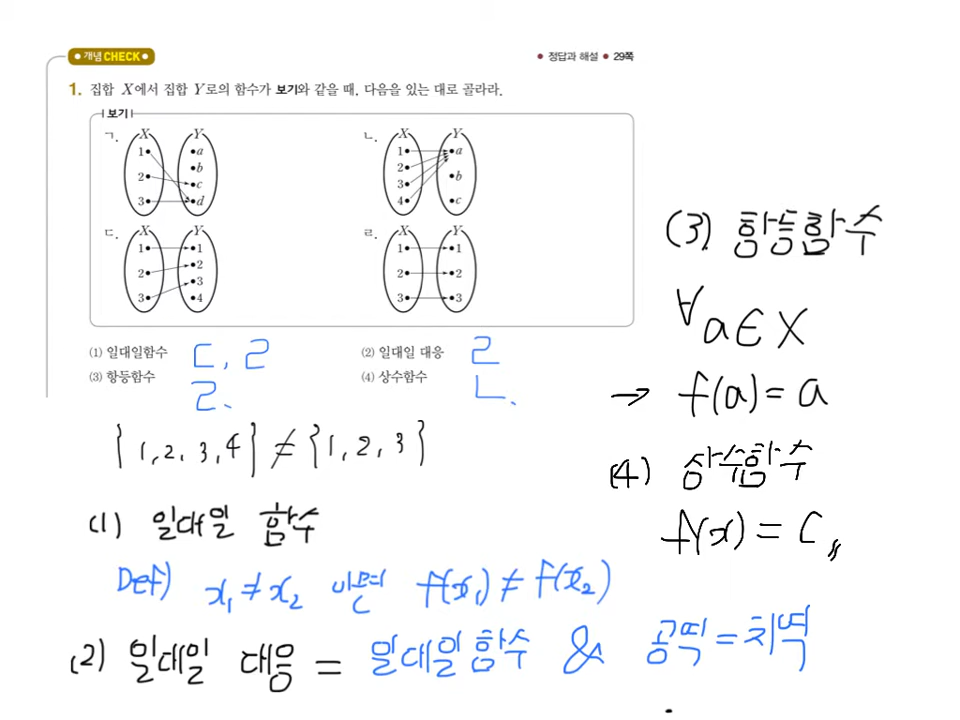 개념 CHECK
정답과 해설 • 29쪽
1. 집합 X에서 집합 Y로의 함수가 보기와 같을 때, 다음을 있는 대로 골라라.
보기
ㄱ. X Y
1 2 3
a b c d
ㄴ. X Y
1 2 3 4
a b c
ㄷ. X Y
1 2 3
1 2 3 4
ㄹ. X Y
1 2 3
1 2 3
(1) 일대일함수 ㄷ, ㄹ
(2) 일대일 대응 ㄹ
(3) 항등함수 ㄹ.
(4) 상수함수 ㄴ.
{1, 2, 3, 4} ≠ {1, 2, 3}
(1) 일대일 함수
Def) x₁ ≠ x₂ 이면 f(x₁) ≠ f(x₂)
(2) 일대일 대응 = 일대일함수 & 공역 = 치역
(3) 항등함수
∀a∈X
→ f(a) = a
(4) 상수함수
f(x) = C,,